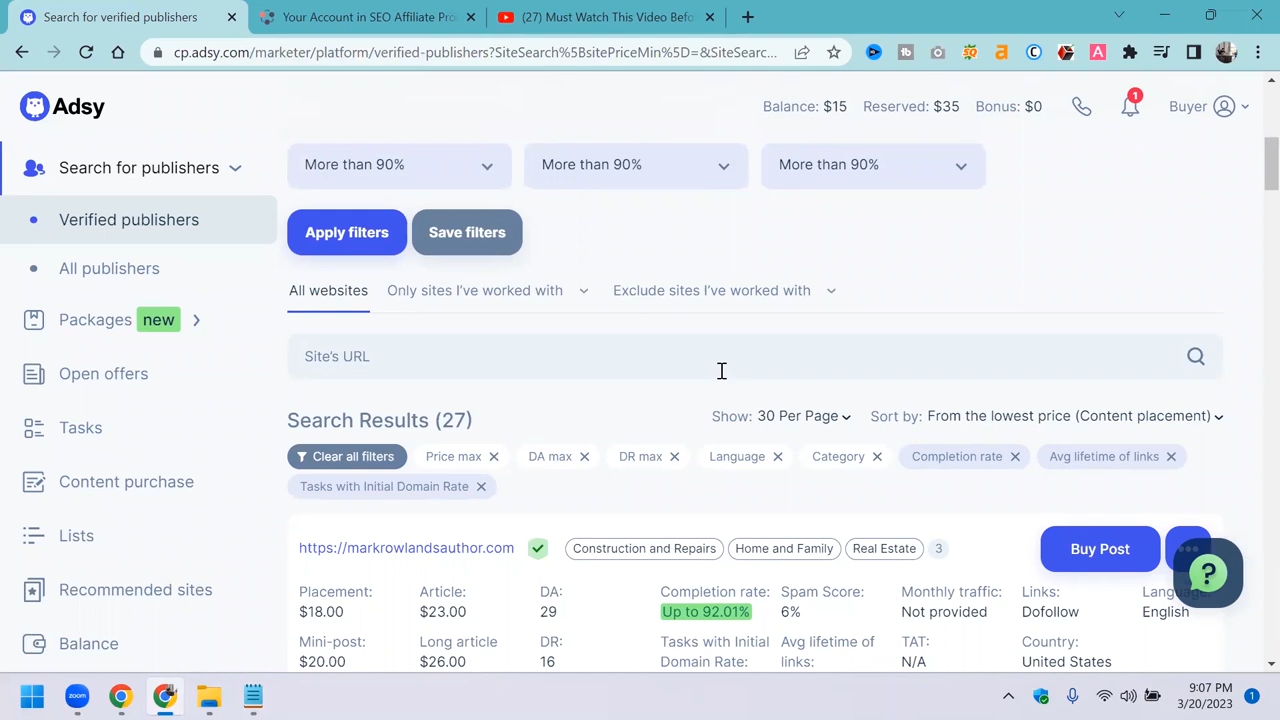 Search for verified publishers
Your Account in SEO Affiliate Pro
(27) Must Watch This Video Befo
cp.adsy.com/marketer/platform/verified-publishers?SiteSearch%5BsitePriceMin%5D=&SiteSearc...
Adsy
Balance: $15 Reserved: $35 Bonus: $0
1
Buyer
Search for publishers
Verified publishers
All publishers
Packages new
Open offers
Tasks
Content purchase
Lists
Recommended sites
Balance
More than 90% More than 90% More than 90%
Apply filters Save filters
All websites Only sites I've worked with Exclude sites I've worked with
Site's URL
Search Results (27)
Show: 30 Per Page Sort by: From the lowest price (Content placement)
Clear all filters Price max DA max DR max Language Category Completion rate Avg lifetime of links
Tasks with Initial Domain Rate
https://markrowlandsauthor.com Construction and Repairs Home and Family Real Estate 3 Buy Post
Placement: Article: DA: Completion rate: Spam Score: Monthly traffic: Links:
$18.00 $23.00 29 Up to 92.01% 6% Not provided Dofollow English
Mini-post: Long article DR: Tasks with Initial Avg lifetime of TAT: Country:
$20.00 $26.00 16 Domain Rate: links: N/A United States
zoom
9:07 PM
3/20/2023
1